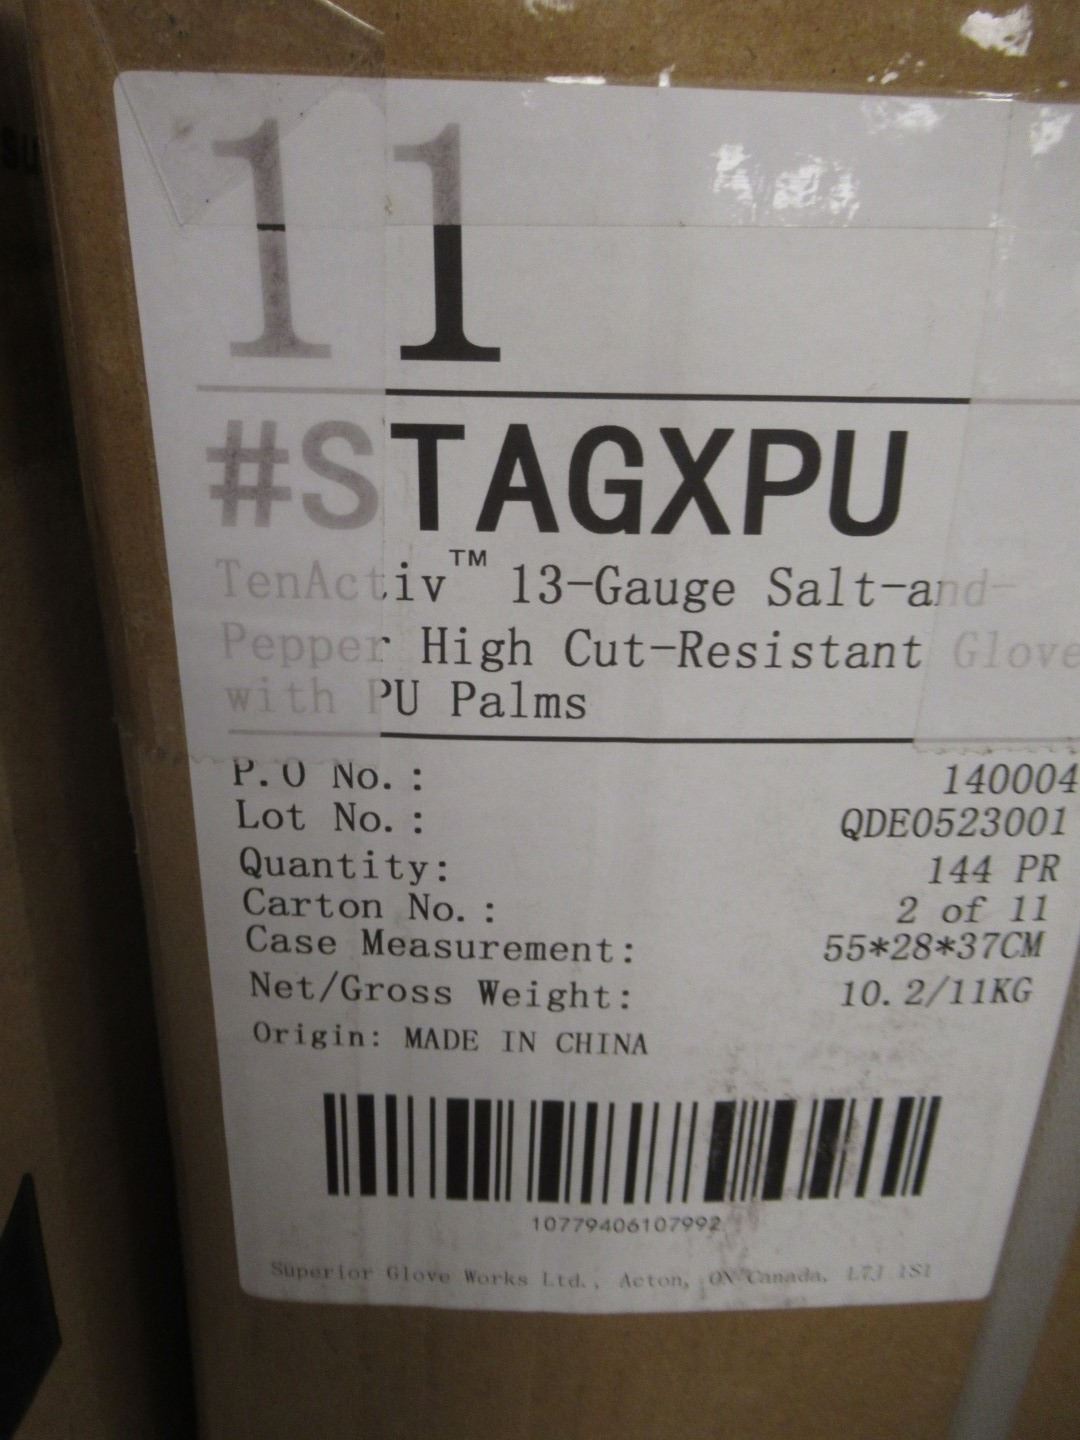 11
#STAGXPU
TenActiv™ 13-Gauge Salt-and-
Pepper High Cut-Resistant Glove
with PU Palms
P.O No.: 140004
Lot No.: QDE0523001
Quantity: 144 PR
Carton No.: 2 of 11
Case Measurement: 55*28*37CM
Net/Gross Weight: 10.2/11KG
Origin: MADE IN CHINA
10779406107992
Superior Glove Works Ltd., Acton, ON Canada, L7J 1S1